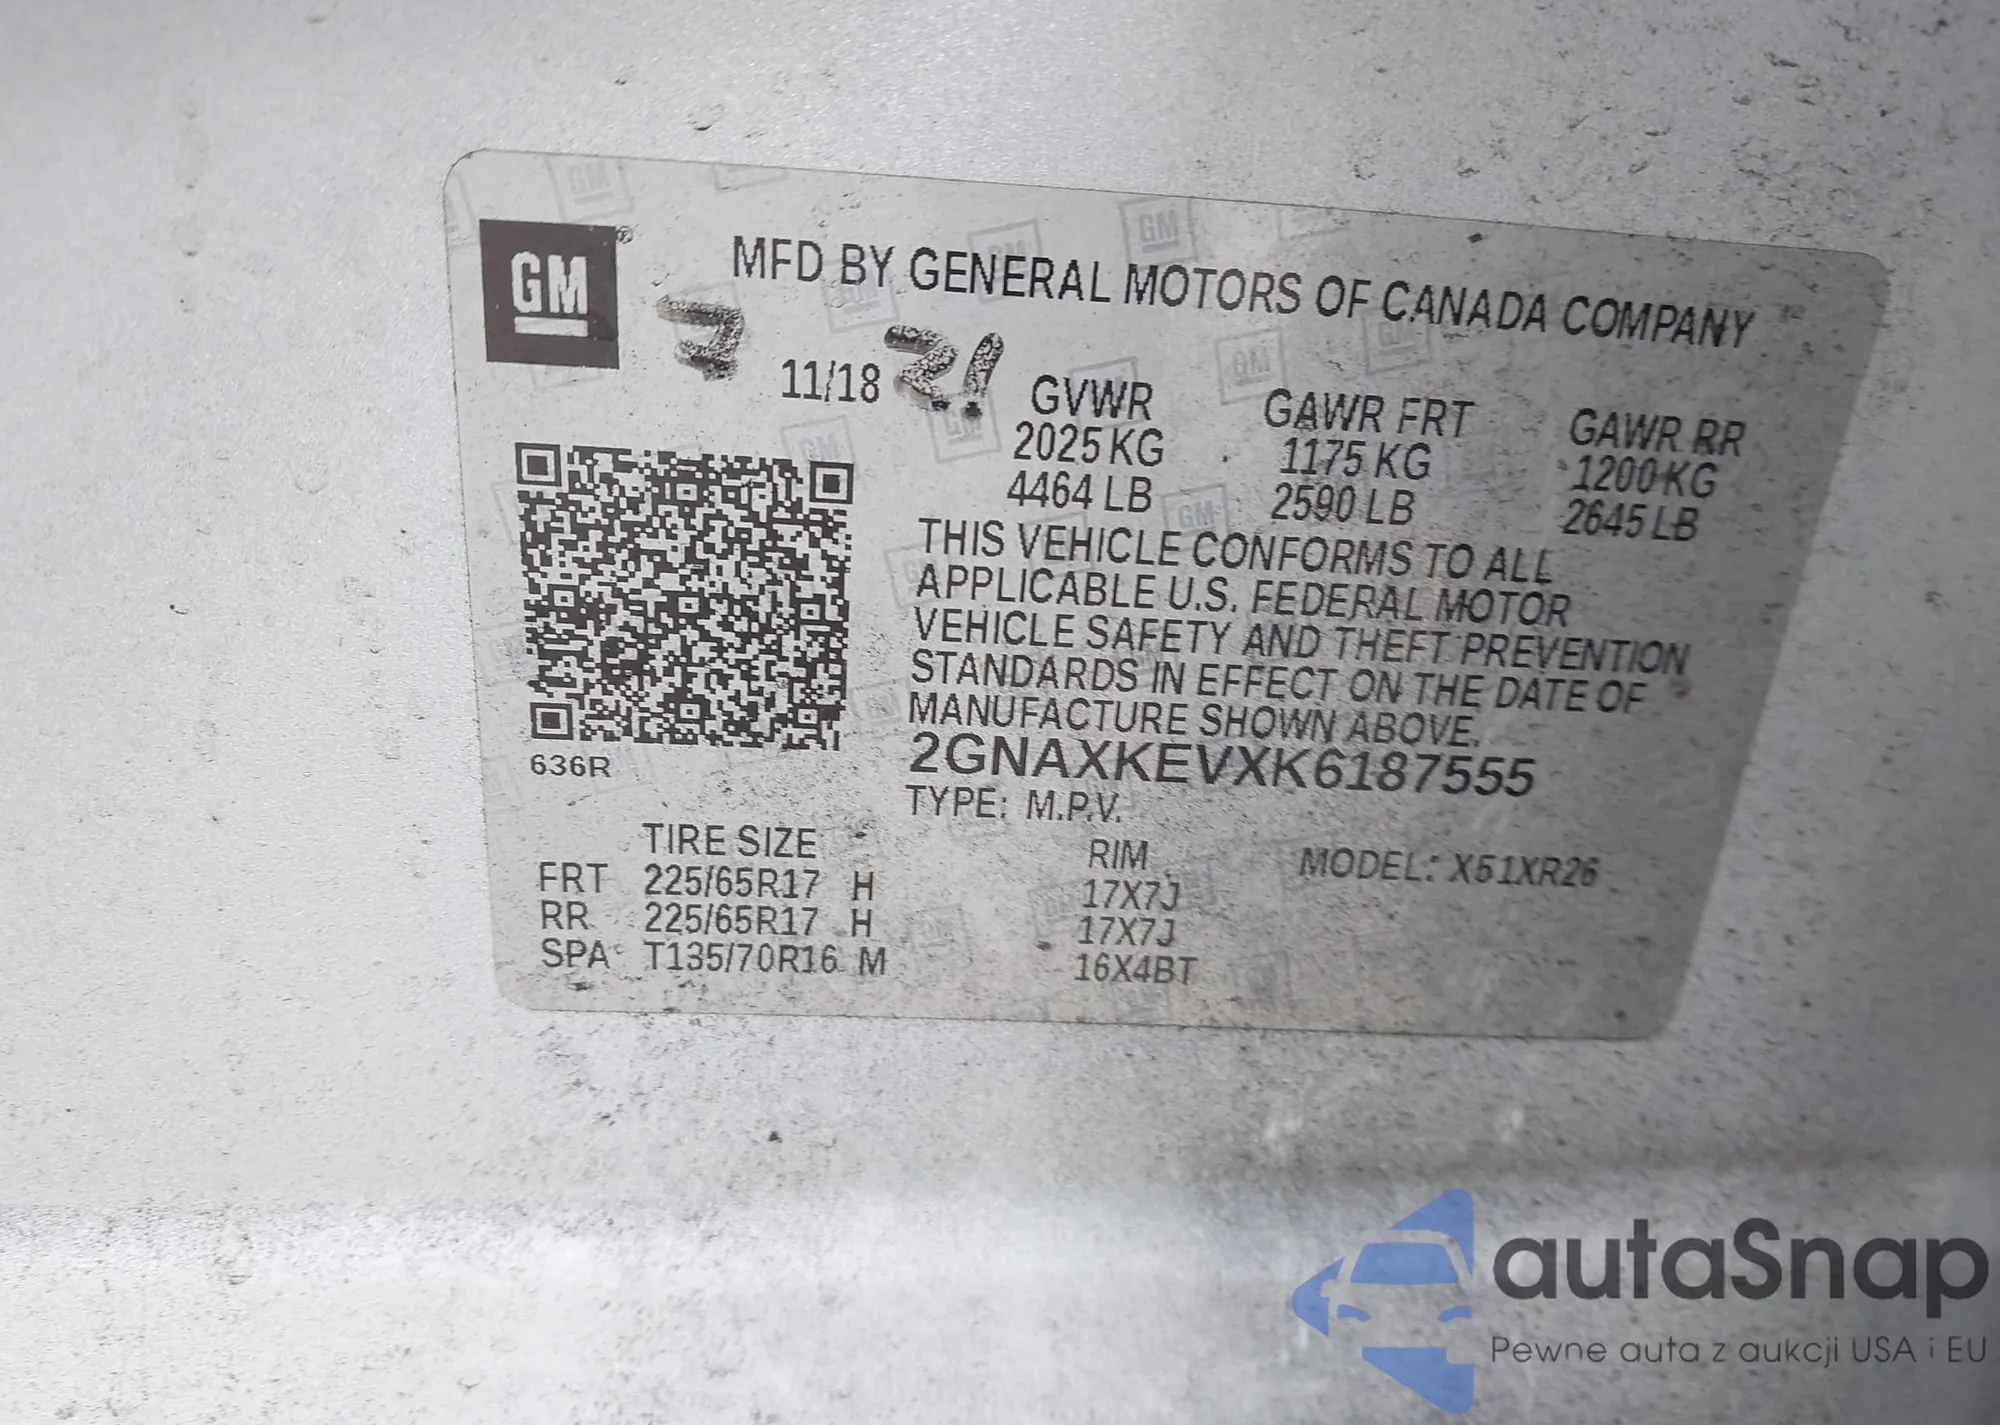 GM
MFD BY GENERAL MOTORS OF CANADA COMPANY
11/18
GVWR GAWR FRT GAWR RR
2025 KG 1175 KG 1200 KG
4464 LB 2590 LB 2645 LB
THIS VEHICLE CONFORMS TO ALL
APPLICABLE U.S. FEDERAL MOTOR
VEHICLE SAFETY AND THEFT PREVENTION
STANDARDS IN EFFECT ON THE DATE OF
MANUFACTURE SHOWN ABOVE.
2GNAXKEVXK6187555
636R
TYPE: M.P.V.
TIRE SIZE RIM MODEL: X51XR26
FRT 225/65R17 H 17X7J
RR 225/65R17 H 17X7J
SPA T135/70R16 M 16X4BT
autaSnap
Pewne auta z aukcji USA i EU